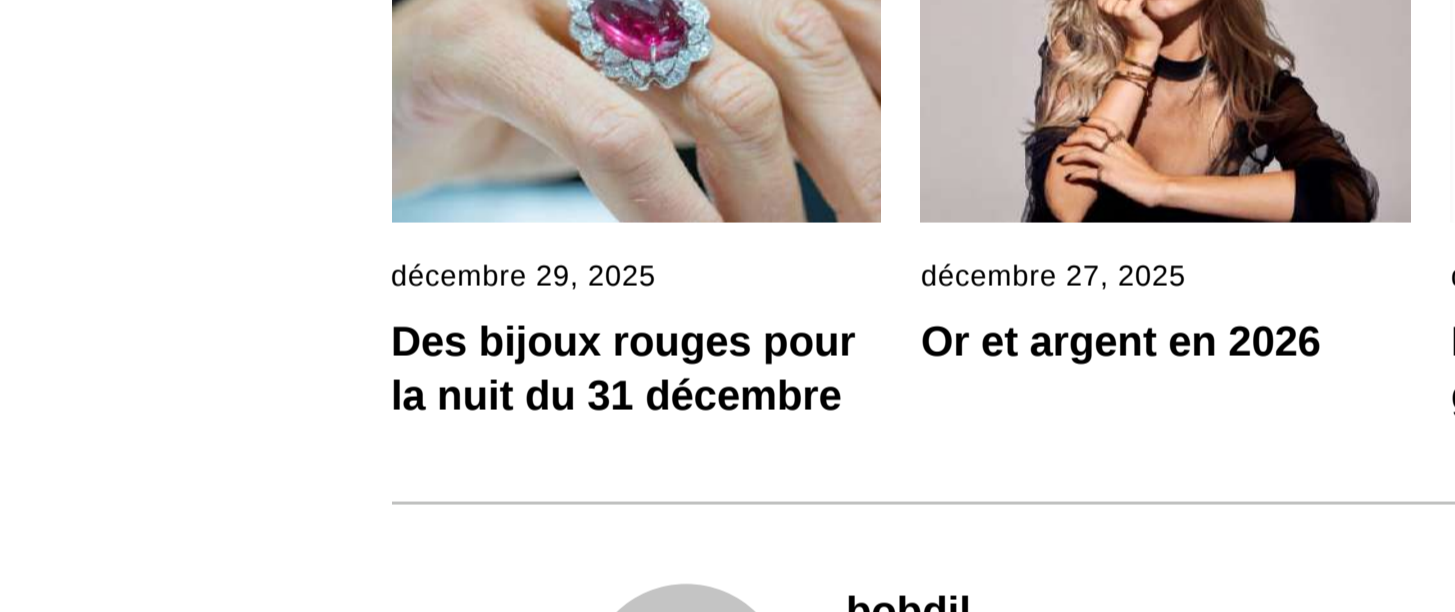 décembre 29, 2025
Des bijoux rouges pour
la nuit du 31 décembre
décembre 27, 2025
Or et argent en 2026
bobdil